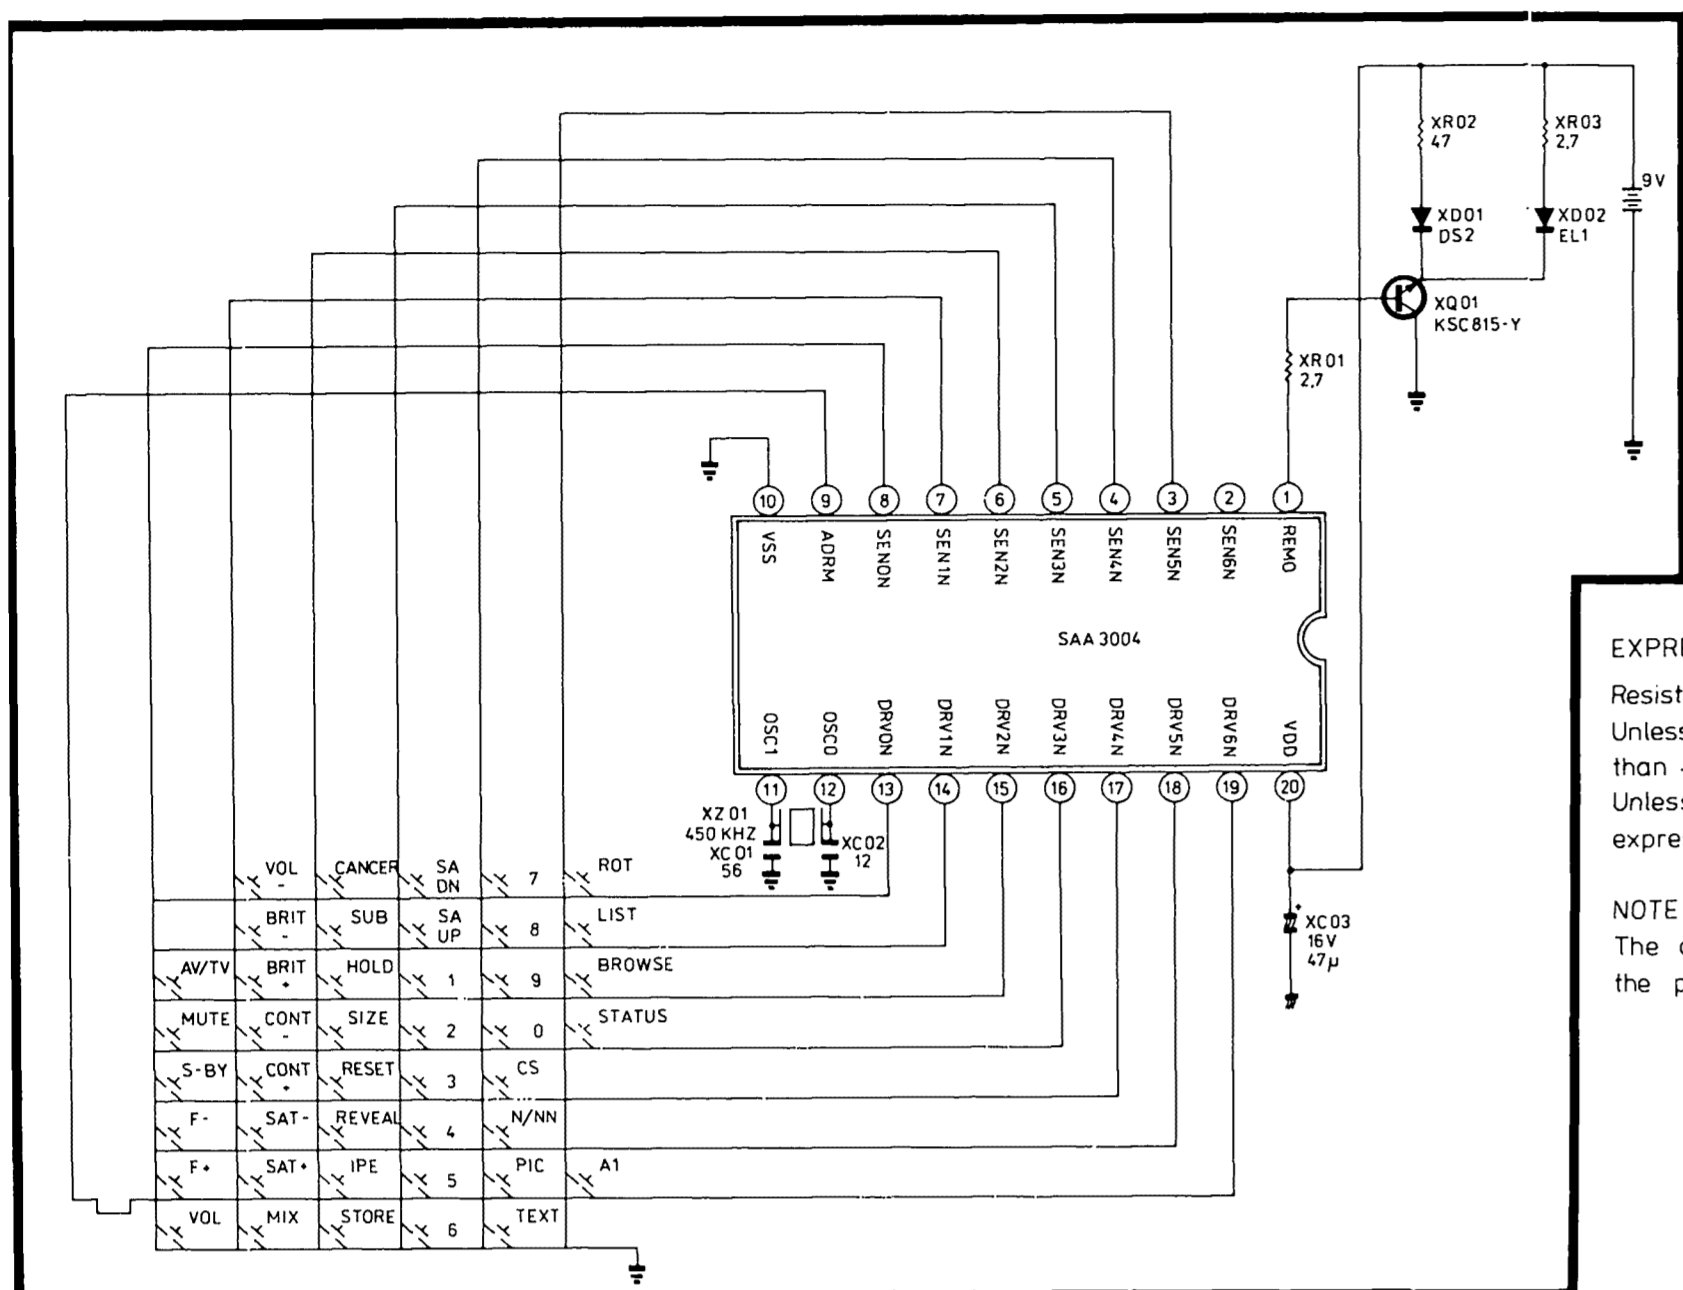 XR02
47
XR03
2,7
9V
XD01
DS2
XD02
EL1
XQ01
KSC815-Y
XR01
2,7
10 9 8 7 6 5 4 3 2 1
VSS ADRM SEN0N SEN1N SEN2N SEN3N SEN4N SEN5N SEN6N REMO
SAA 3004
OSC1 OSCO DRV0N DRV1N DRV2N DRV3N DRV4N DRV5N DRV6N VDD
11 12 13 14 15 16 17 18 19 20
XZ 01
450 KHZ
XC 01
56
XC02
12
XC03
16V
47µ
+
VOL - CANCER SA DN 7 ROT
BRIT - SUB SA UP 8 LIST
AV/TV BRIT + HOLD 1 9 BROWSE
MUTE CONT - SIZE 2 0 STATUS
S-BY CONT + RESET 3 CS
F- SAT- REVEAL 4 N/NN
F+ SAT+ IPE 5 PIC A1
VOL MIX STORE 6 TEXT
EXPR
Resist
Unless
than
Unless
expre
NOTE
The
the p